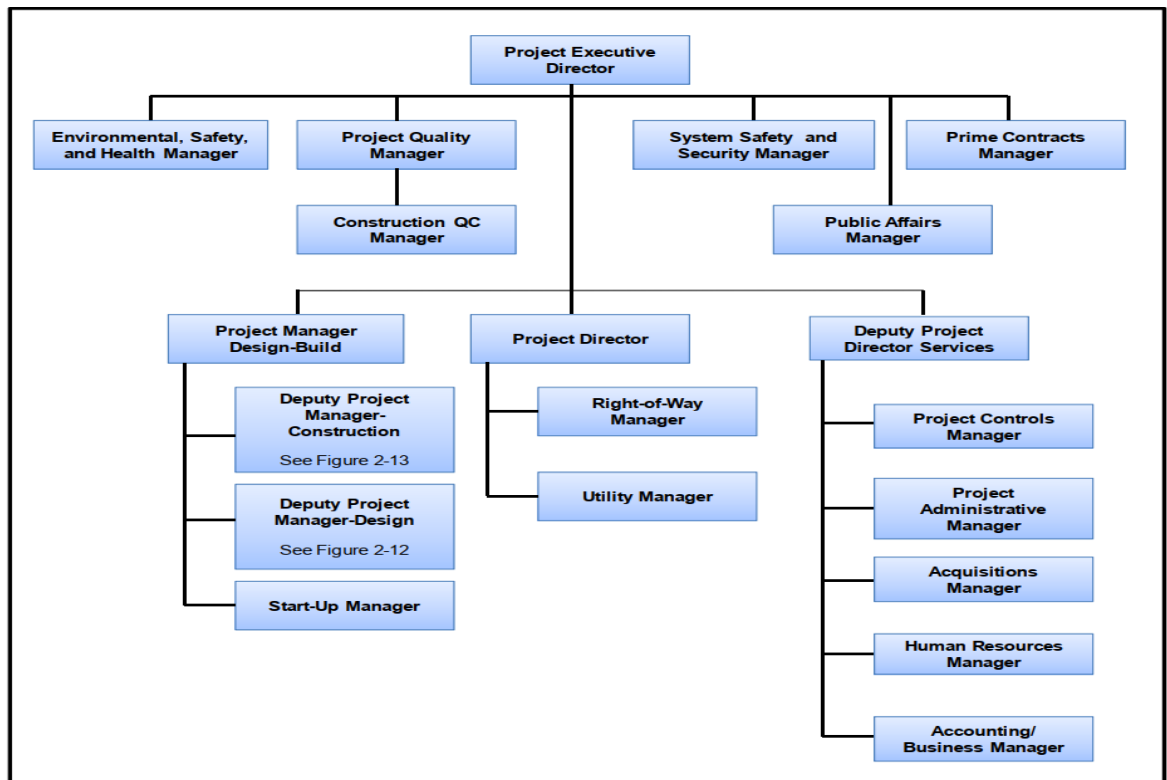 Project Executive
Director
Environmental, Safety,
and Health Manager
Project Quality
Manager
System Safety and
Security Manager
Prime Contracts
Manager
Construction QC
Manager
Public Affairs
Manager
Project Manager
Design-Build
Project Director
Deputy Project
Director Services
Deputy Project
Manager-
Construction
See Figure 2-13
Deputy Project
Manager-Design
See Figure 2-12
Start-Up Manager
Right-of-Way
Manager
Utility Manager
Project Controls
Manager
Project
Administrative
Manager
Acquisitions
Manager
Human Resources
Manager
Accounting/
Business Manager